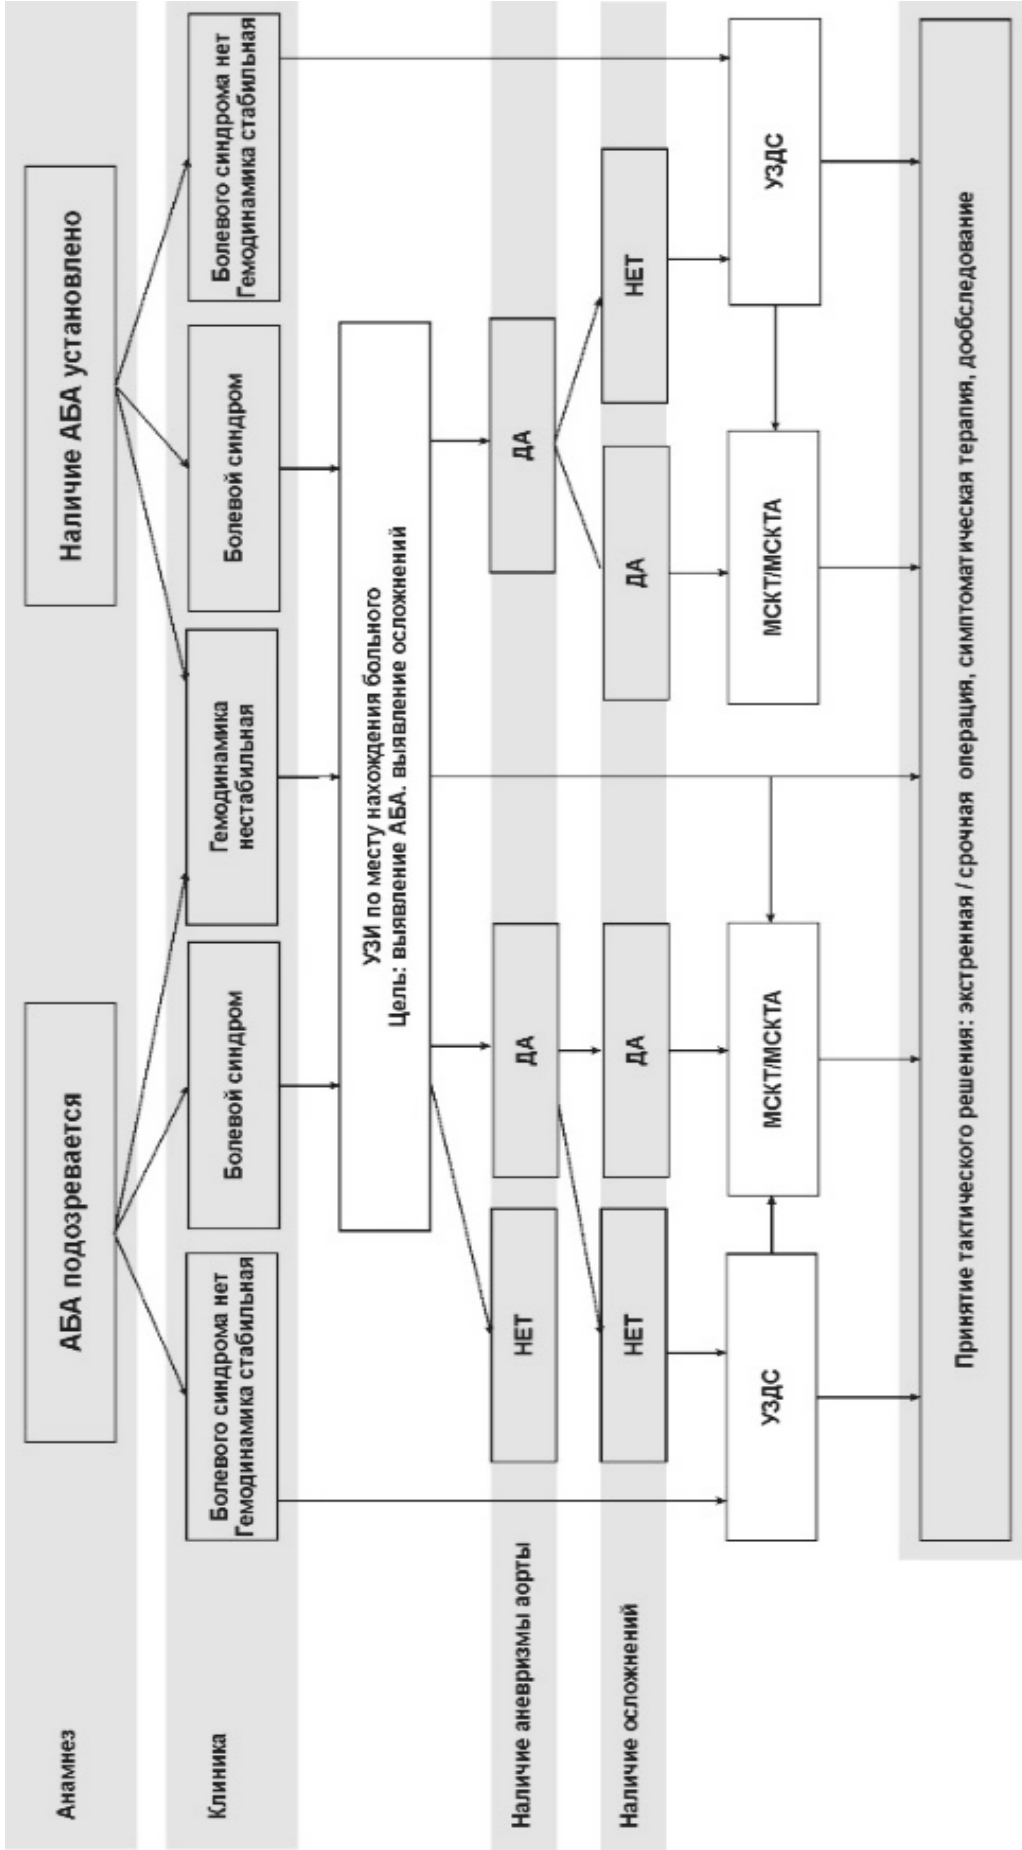 Анамнез
АБА подозревается
Наличие АБА установлено
Клиника
Болевого синдрома нет
Гемодинамика стабильная
Болевой синдром
Гемодинамика
нестабильная
Болевой синдром
Болевого синдрома нет
Гемодинамика стабильная
УЗИ по месту нахождения больного
Цель: выявление АБА. выявление осложнений
Наличие аневризмы аорты
НЕТ
ДА
ДА
Наличие осложнений
НЕТ
ДА
ДА
НЕТ
УЗДС
МСКТ/МСКТА
МСКТ/МСКТА
УЗДС
Принятие тактического решения: экстренная / срочная операция, симптоматическая терапия, дообследование